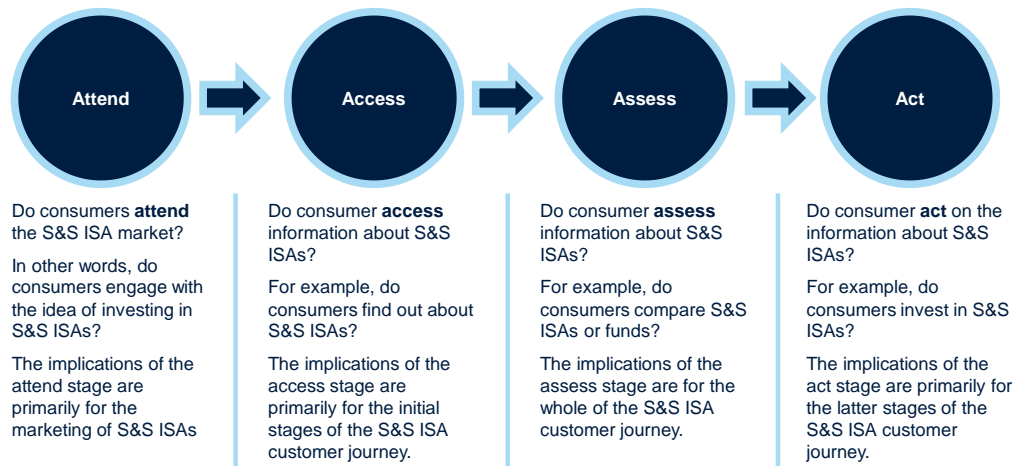 Attend
Access
Assess
Act
Do consumers attend
the S&S ISA market?
In other words, do
consumers engage with
the idea of investing in
S&S ISAs?
The implications of the
attend stage are
primarily for the
marketing of S&S ISAs
Do consumer access
information about S&S
ISAs?
For example, do
consumers find out about
S&S ISAs?
The implications of the
access stage are
primarily for the initial
stages of the S&S ISA
customer journey.
Do consumer assess
information about S&S
ISAs?
For example, do
consumers compare S&S
ISAs or funds?
The implications of the
assess stage are for the
whole of the S&S ISA
customer journey.
Do consumer act on the
information about S&S
ISAs?
For example, do
consumers invest in S&S
ISAs?
The implications of the
act stage are primarily for
the latter stages of the
S&S ISA customer
journey.